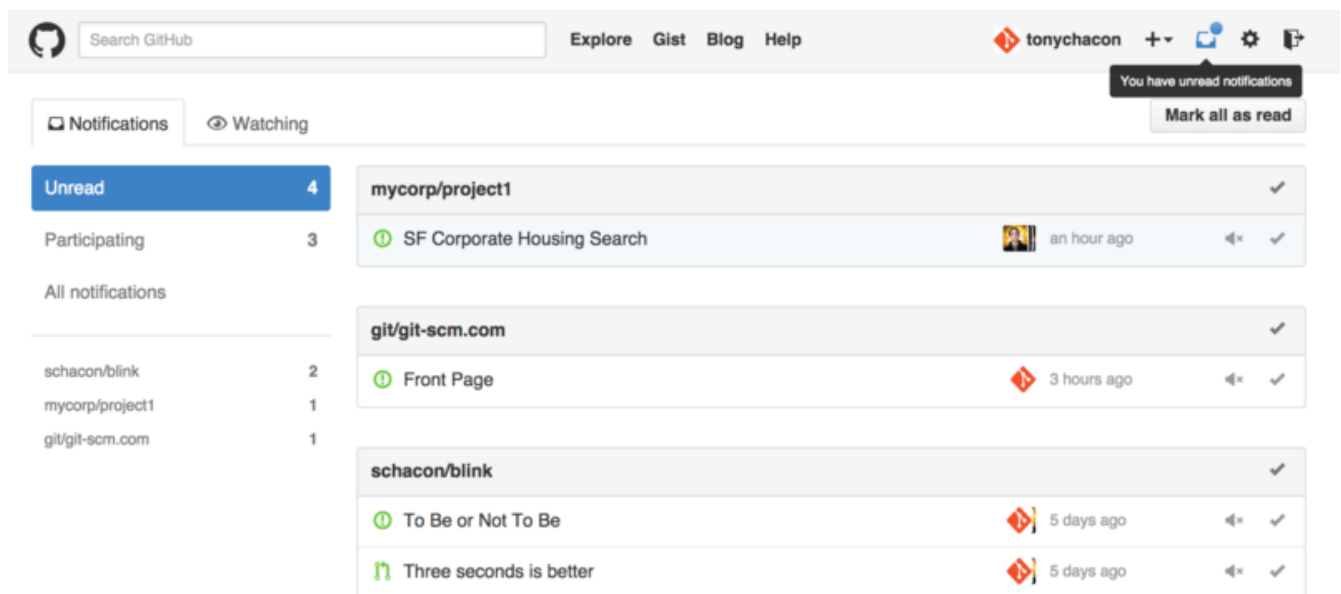 Search GitHub Explore Gist Blog Help tonychacon
You have unread notifications
Notifications Watching Mark all as read
Unread 4
Participating 3
All notifications
schacon/blink 2
mycorp/project1 1
git/git-scm.com 1
mycorp/project1
SF Corporate Housing Search an hour ago
git/git-scm.com
Front Page 3 hours ago
schacon/blink
To Be or Not To Be 5 days ago
Three seconds is better 5 days ago